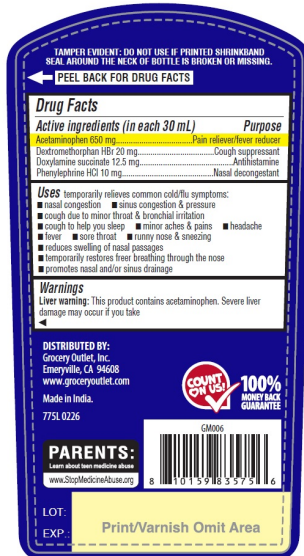 TAMPER EVIDENT: DO NOT USE IF PRINTED SHRINKBAND
SEAL AROUND THE NECK OF BOTTLE IS BROKEN OR MISSING.
PEEL BACK FOR DRUG FACTS
Drug Facts
Active ingredients (in each 30 mL) Purpose
Acetaminophen 650 mg..............................Pain reliever/fever reducer
Dextromethorphan HBr 20 mg..............................Cough suppressant
Doxylamine succinate 12.5 mg..............................Antihistamine
Phenylephrine HCl 10 mg..............................Nasal decongestant
Uses temporarily relieves common cold/flu symptoms:
■ nasal congestion ■ sinus congestion & pressure
■ cough due to minor throat & bronchial irritation
■ cough to help you sleep ■ minor aches & pains ■ headache
■ fever ■ sore throat ■ runny nose & sneezing
■ reduces swelling of nasal passages
■ temporarily restores freer breathing through the nose
■ promotes nasal and/or sinus drainage
Warnings
Liver warning: This product contains acetaminophen. Severe liver
damage may occur if you take
DISTRIBUTED BY:
Grocery Outlet, Inc.
Emeryville, CA 94608
www.groceryoutlet.com
Made in India.
775L 0226
COUNT
ON US!
100%
MONEY BACK
GUARANTEE
GM006
PARENTS:
Learn about teen medicine abuse
www.StopMedicineAbuse.org
8 10159 83575 6
LOT:
EXP.:
Print/Varnish Omit Area